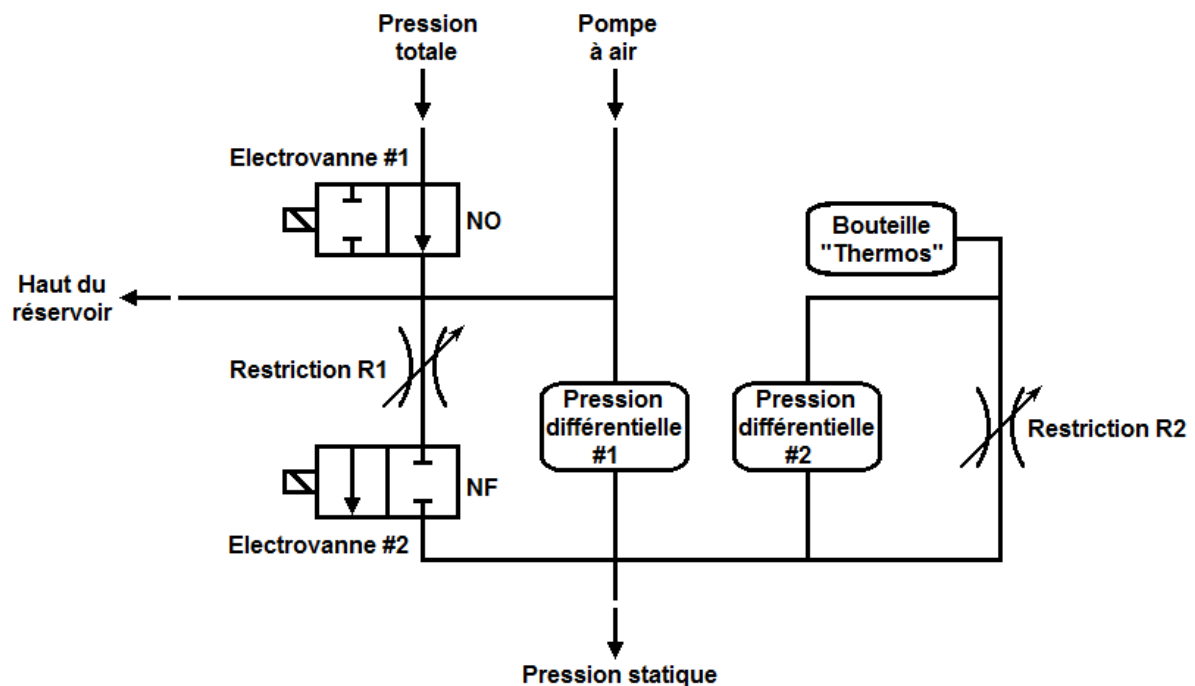 Pression
totale
Pompe
à air
Electrovanne #1
NO
Bouteille
"Thermos"
Haut du
réservoir
Restriction R1
Pression
différentielle
#1
Pression
différentielle
#2
Restriction R2
NF
Electrovanne #2
Pression statique